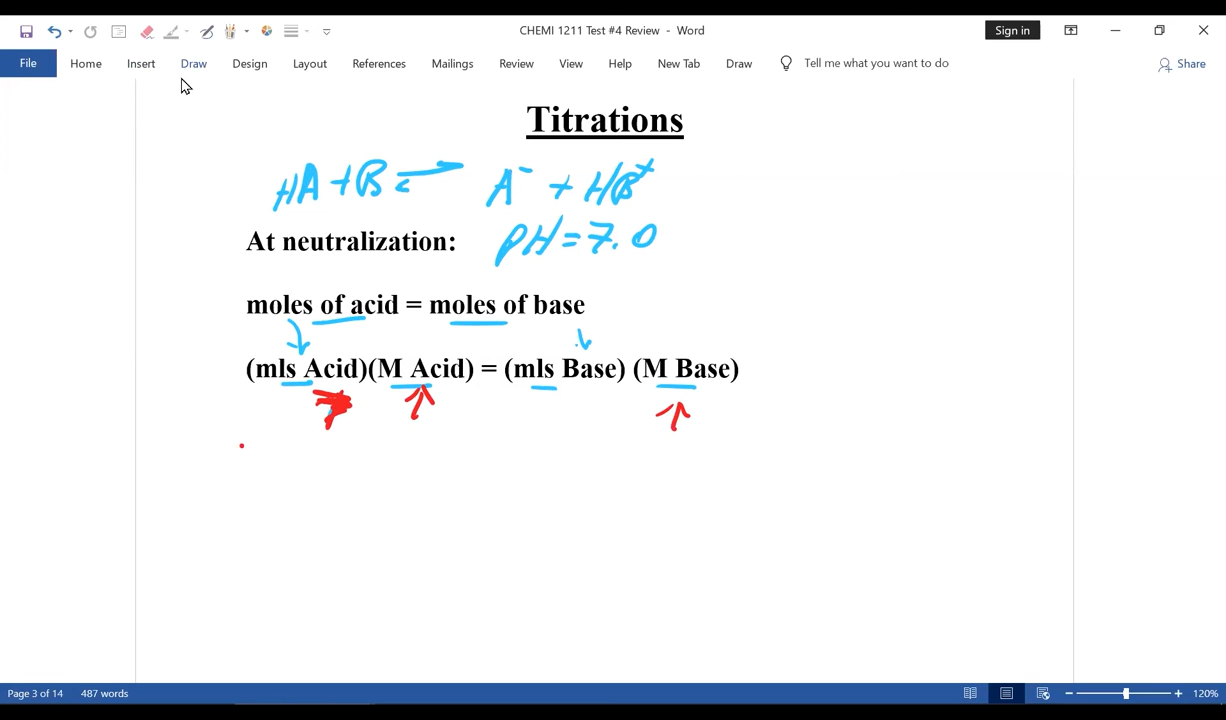 CHEMI 1211 Test #4 Review - Word
Sign in
File Home Insert Draw Design Layout References Mailings Review View Help New Tab Draw Tell me what you want to do Share
Titrations
HA + B ⇌ A⁻ + HB⁺
At neutralization: pH = 7.0
moles of acid = moles of base
(mls Acid)(M Acid) = (mls Base) (M Base)
Page 3 of 14 487 words 120%